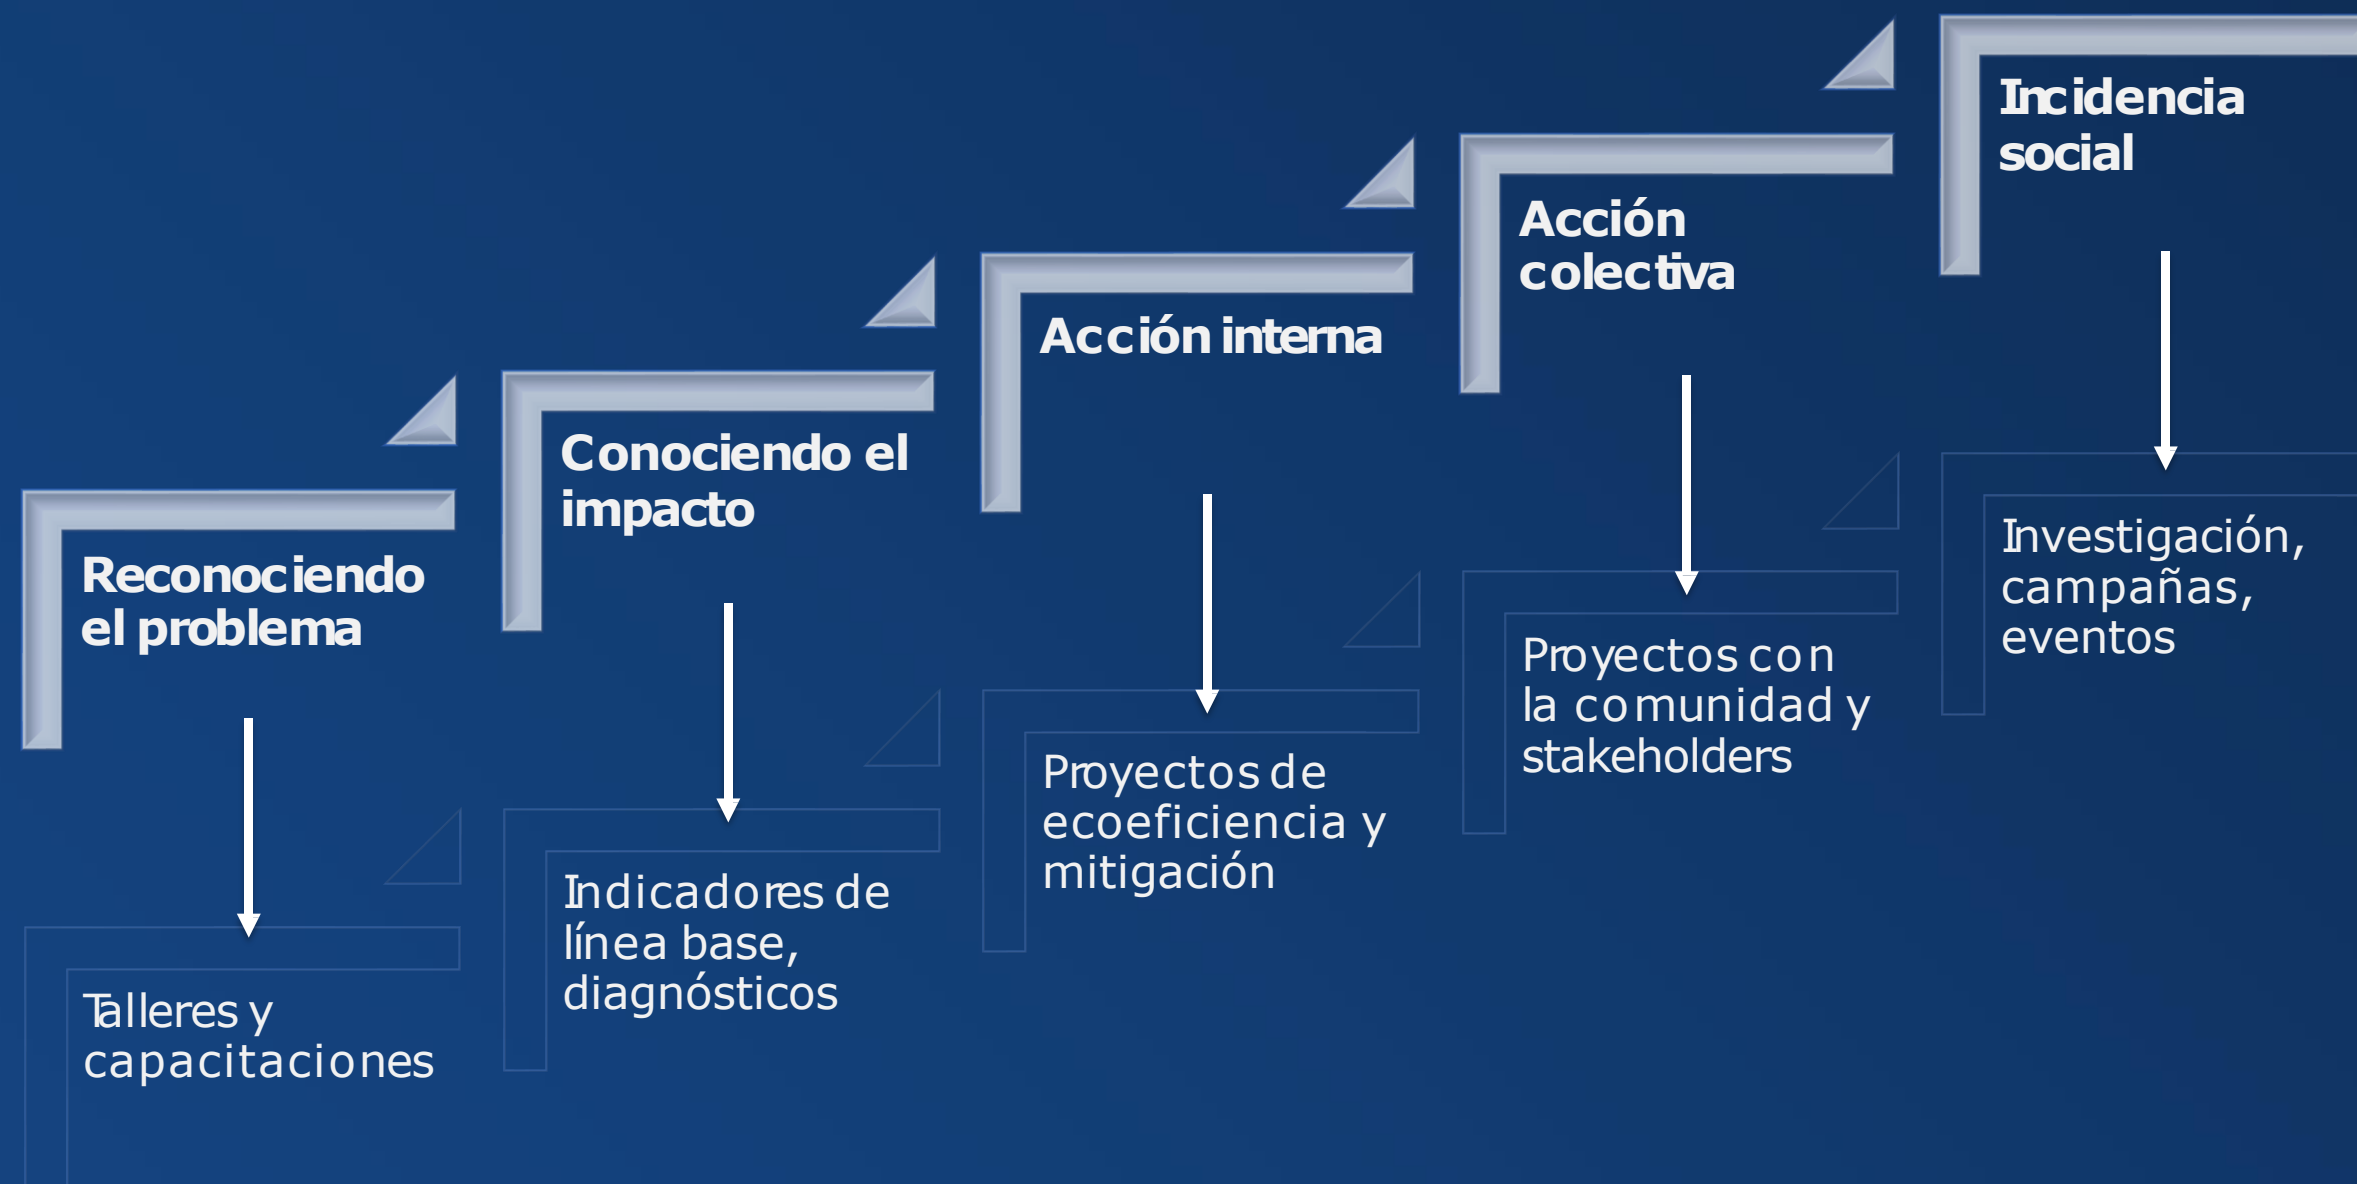 Reconociendo
el problema
Talleres y
capacitaciones
Conociendo el
impacto
Indicadores de
línea base,
diagnósticos
Acción interna
Proyectos de
ecoeficiencia y
mitigación
Acción
colectiva
Proyectos con
la comunidad y
stakeholders
Incidencia
social
Investigación,
campañas,
eventos